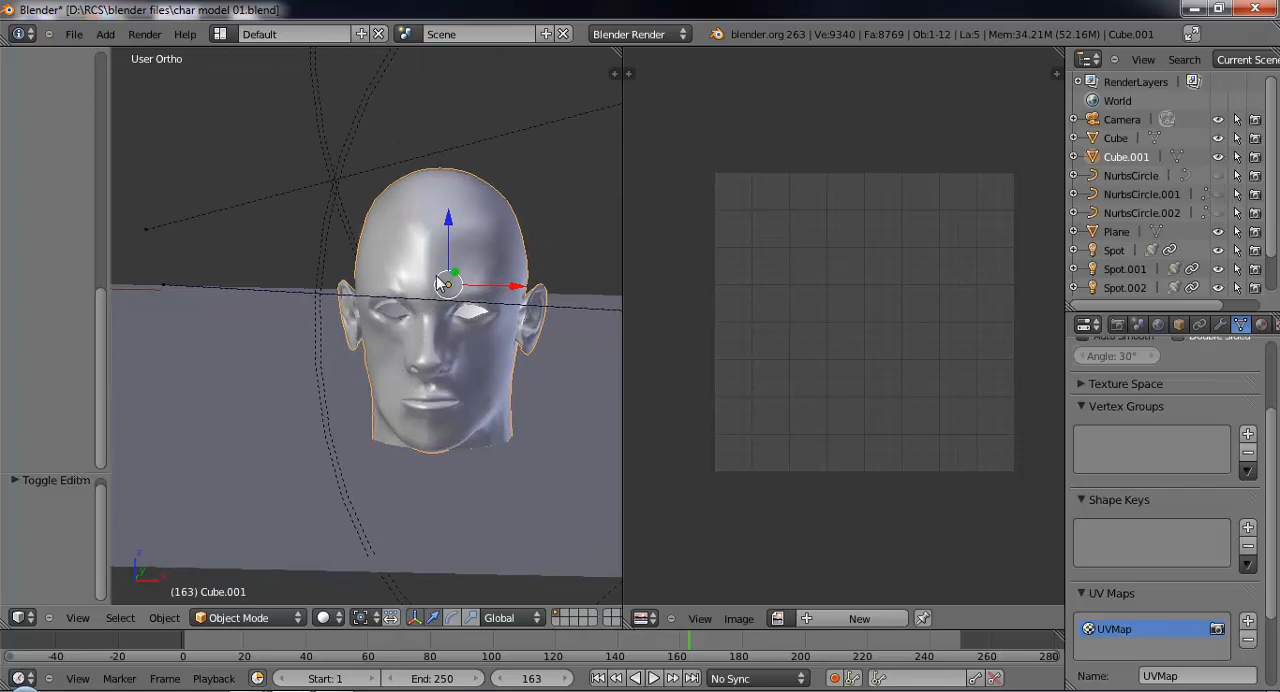 Blender* [D:\RCS\blender files\char model 01.blend]
File Add Render Help Default Scene Blender Render blender.org 263 | Ve:9340 | Fa:8769 | Ob:1-12 | La:5 | Mem:34.21M (52.16M) | Cube.001
User Ortho
View Search Current Scene
RenderLayers
World
Camera
Cube
Cube.001
NurbsCircle
NurbsCircle.001
NurbsCircle.002
Plane
Spot
Spot.001
Spot.002
Angle: 30°
Texture Space
Vertex Groups
Toggle Editm
Shape Keys
z
y
x
(163) Cube.001
UV Maps
UVMap
View Select Object Object Mode Global View Image New
-40 -20 0 20 40 60 80 100 120 140 160 180 200 220 240 260 280
Name: UVMap
View Marker Frame Playback Start: 1 End: 250 163 No Sync